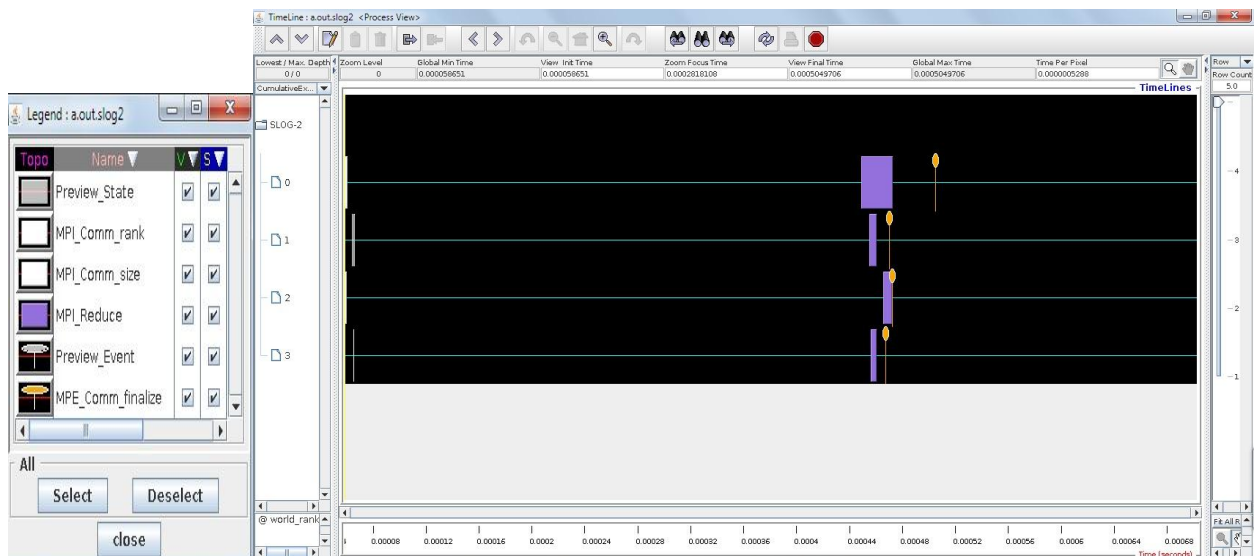 TimeLine : a.out.slog2 <Process View>
Lowest / Max. Depth
0 / 0
Zoom Level
0
Global Min Time
0.000058651
View Init Time
0.000058651
Zoom Focus Time
0.0002818108
View Final Time
0.0005049706
Global Max Time
0.0005049706
Time Per Pixel
0.0000005288
Row
Row Count
5.0
CumulativeEx...
TimeLines
SLOG-2
0
1
2
3
4
3
2
1
@ world_rank
Fit All R
0.00008 0.00012 0.00016 0.0002 0.00024 0.00028 0.00032 0.00036 0.0004 0.00044 0.00048 0.00052 0.00056 0.0006 0.00064 0.00068
Time (seconds)
Legend : a.out.slog2
Topo Name V S
Preview_State
MPI_Comm_rank
MPI_Comm_size
MPI_Reduce
Preview_Event
MPE_Comm_finalize
All
Select Deselect
close